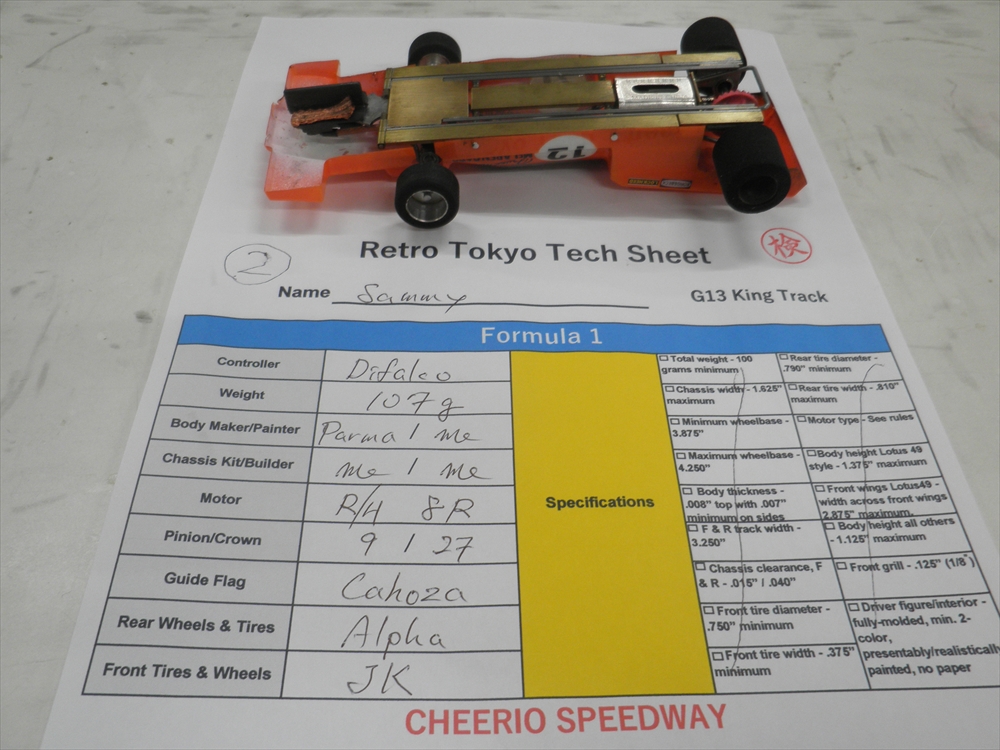 12
Retro Tokyo Tech Sheet
検
2
Name Sammy
G13 King Track
Formula 1
Controller Difalco
Weight 107g
Body Maker/Painter Parma / me
Chassis Kit/Builder me / me
Motor R/H 8R
Pinion/Crown 9 / 27
Guide Flag Cahoza
Rear Wheels & Tires Alpha
Front Tires & Wheels JK
Specifications
Total weight - 100
grams minimum
Chassis width - 1.625"
maximum
Minimum wheelbase -
3.875"
Maximum wheelbase -
4.250"
Body thickness -
.008" top with .007"
minimum on sides
F & R track width -
3.250"
Chassis clearance, F
& R - .015" / .040"
Front tire diameter -
.750" minimum
Front tire width - .375"
minimum
Rear tire diameter -
.790" minimum
Rear tire width - .810"
maximum
Motor type - See rules
Body height Lotus 49
style - 1.375" maximum
Front wings Lotus49 -
width across front wings
2.875" maximum.
Body height all others
- 1.125" maximum
Front grill - .125" (1/8")
Driver figure/interior -
fully-molded, min. 2-
color,
presentably/realistically
painted, no paper
CHEERIO SPEEDWAY